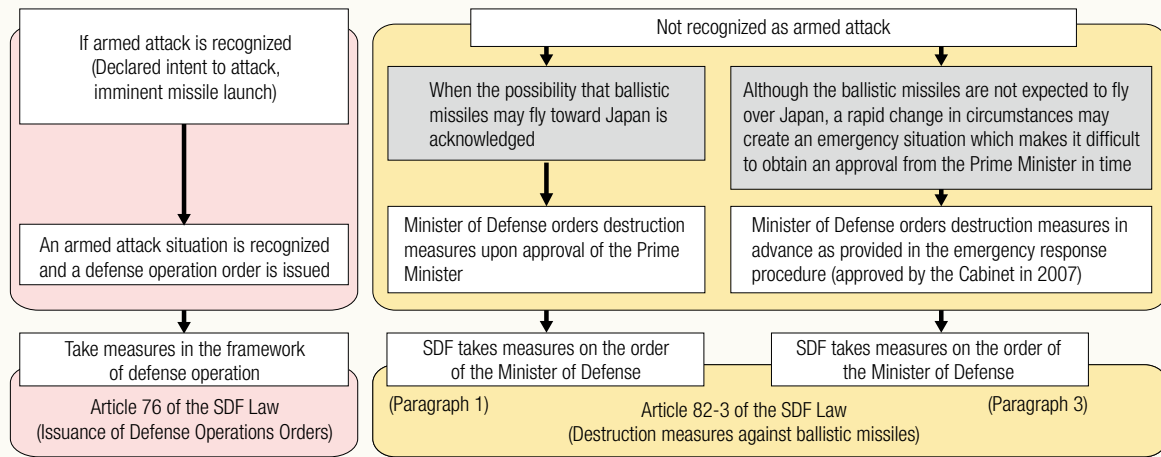 If armed attack is recognized
(Declared intent to attack,
imminent missile launch)
An armed attack situation is recognized
and a defense operation order is issued
Take measures in the framework
of defense operation
Article 76 of the SDF Law
(Issuance of Defense Operations Orders)
Not recognized as armed attack
When the possibility that ballistic
missiles may fly toward Japan is
acknowledged
Minister of Defense orders destruction
measures upon approval of the Prime
Minister
SDF takes measures on the order
of the Minister of Defense
(Paragraph 1)
Although the ballistic missiles are not expected to fly
over Japan, a rapid change in circumstances may
create an emergency situation which makes it difficult
to obtain an approval from the Prime Minister in time
Minister of Defense orders destruction measures in
advance as provided in the emergency response
procedure (approved by the Cabinet in 2007)
SDF takes measures on the order of
the Minister of Defense
(Paragraph 3)
Article 82-3 of the SDF Law
(Destruction measures against ballistic missiles)